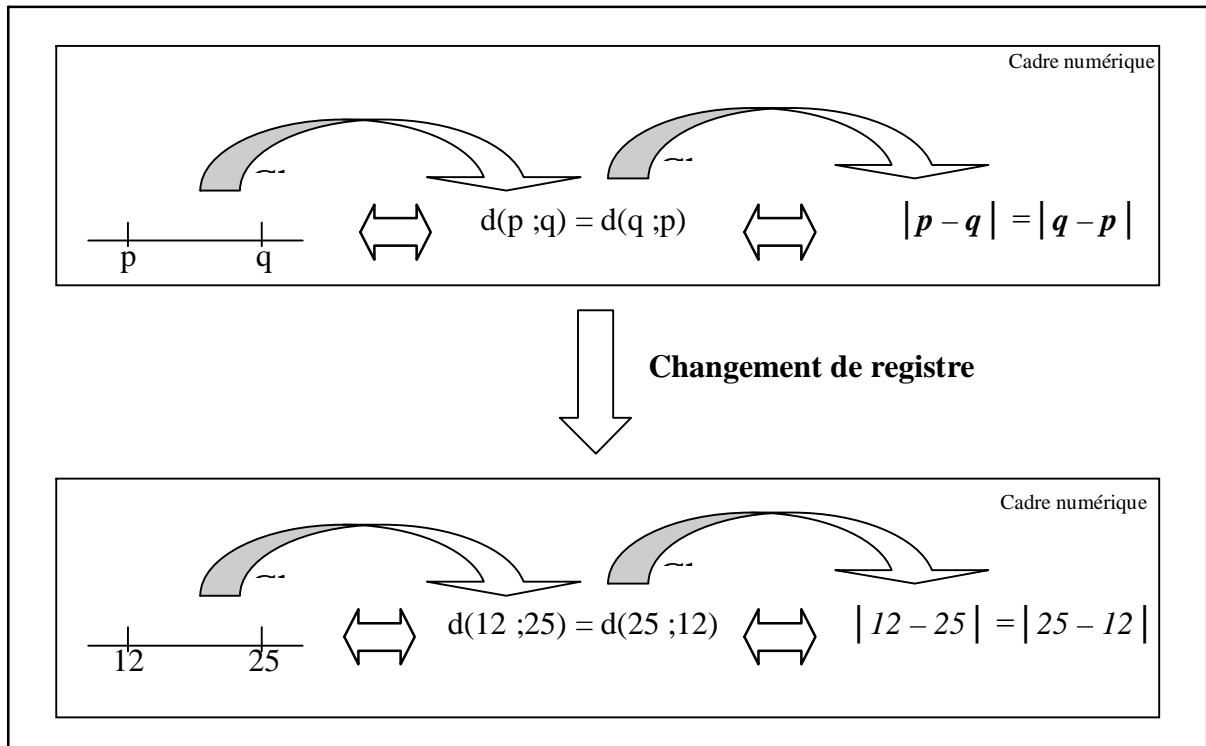 Cadre numérique
d(p ;q) = d(q ;p)
|p – q| = |q – p|
p q
Changement de registre
Cadre numérique
d(12 ;25) = d(25 ;12)
|12 – 25| = |25 – 12|
12 25